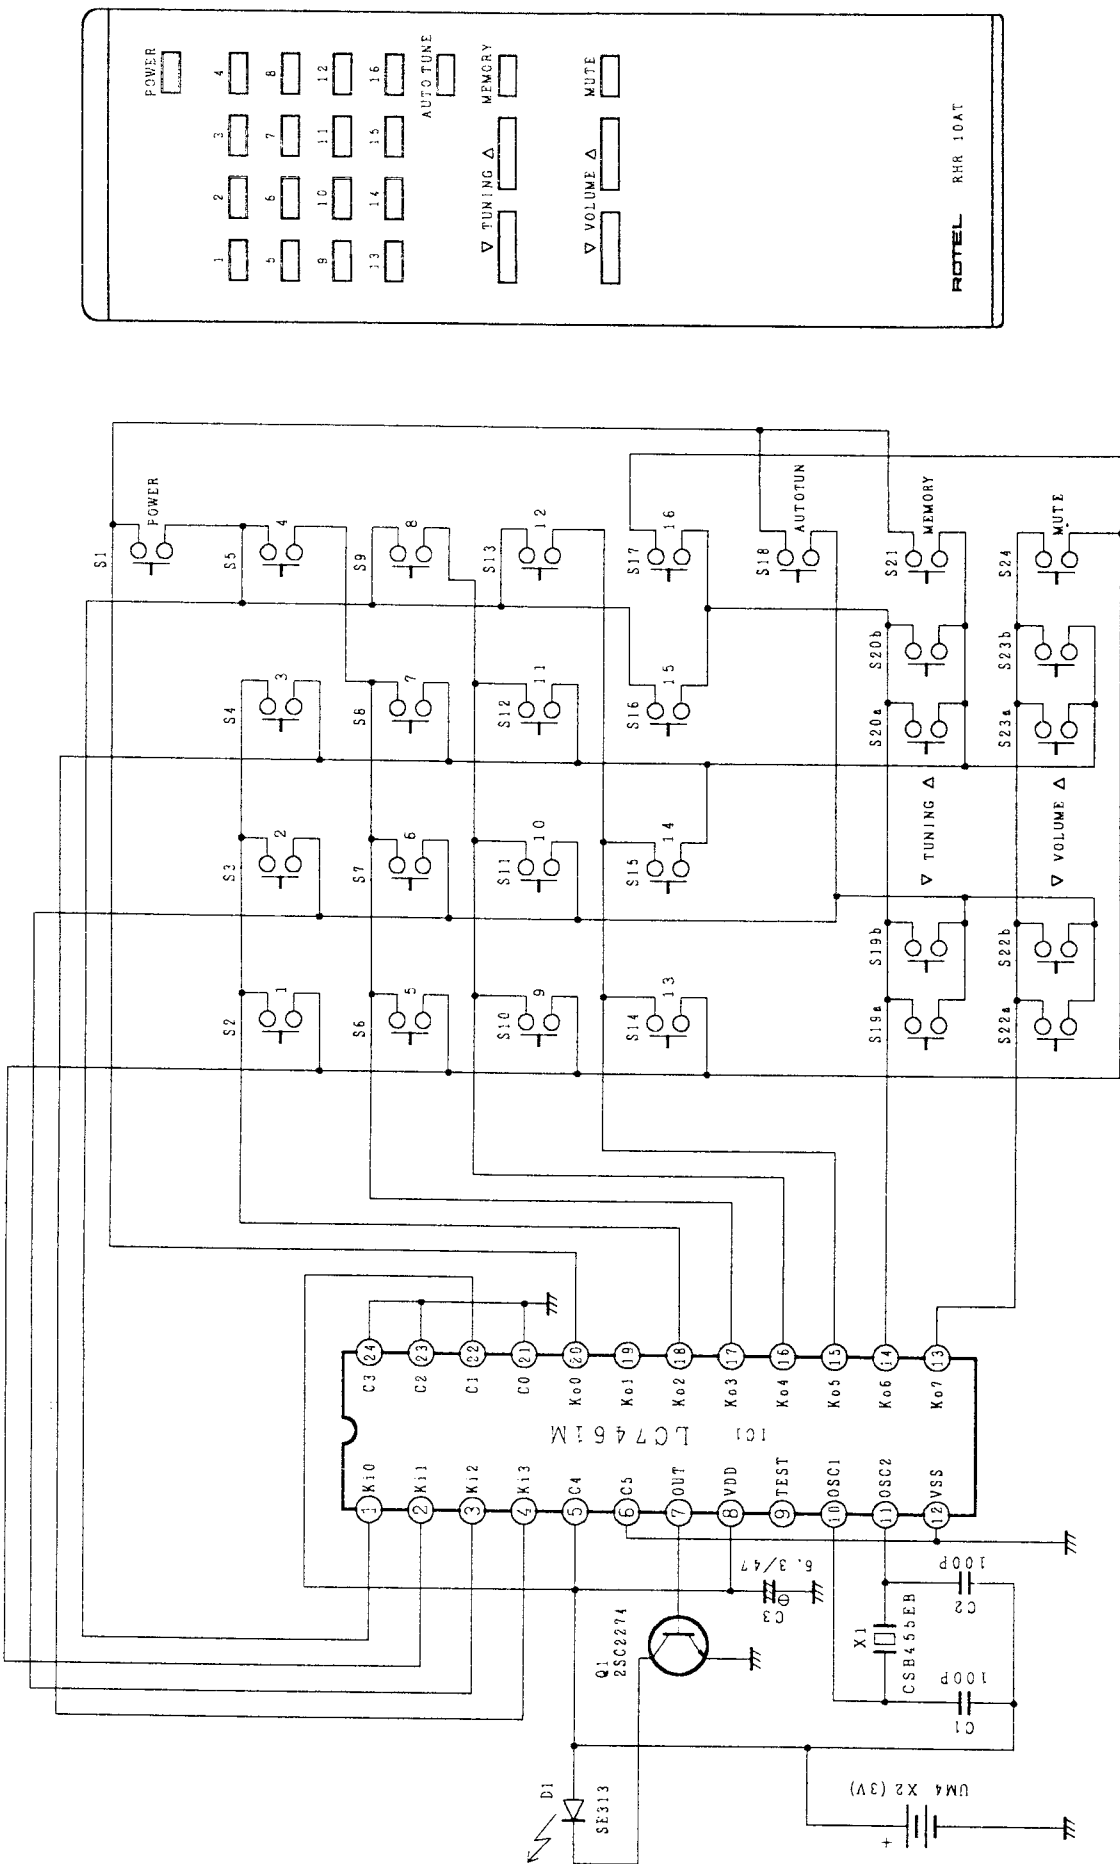 POWER
1 2 3 4
5 6 7 8
9 10 11 12
13 14 15 16
AUTO TUNE
▽ TUNING △ MEMORY
▽ VOLUME △ MUTE
ROTEL RHR 10AT
S1
POWER
S2 S3 S4 S5
1 2 3 4
S6 S7 S8 S9
5 6 7 8
S10 S11 S12 S13
9 10 11 12
S14 S15 S16 S17
13 14 15 16
S18
AUTOTUN
S19a S19b S20a S20b S21
▽ TUNING △ MEMORY
S22a S22b S23a S23b S24
▽ VOLUME △ MUTE
24 C3
23 C2
22 C1
21 C0
20 Ko0
19 Ko1
18 Ko2
17 Ko3
16 Ko4
15 Ko5
14 Ko6
13 Ko7
LC7461M
IC1
1 Ki0
2 Ki1
3 Ki2
4 Ki3
5 C4
6 C5
7 OUT
8 VDD
9 TEST
10 OSC1
11 OSC2
12 VSS
6.3/47
C3
Q1
2SC2274
X1
CSB455EB
100P
C2
100P
C1
D1
SE313
UM4 X2 (3V)
+